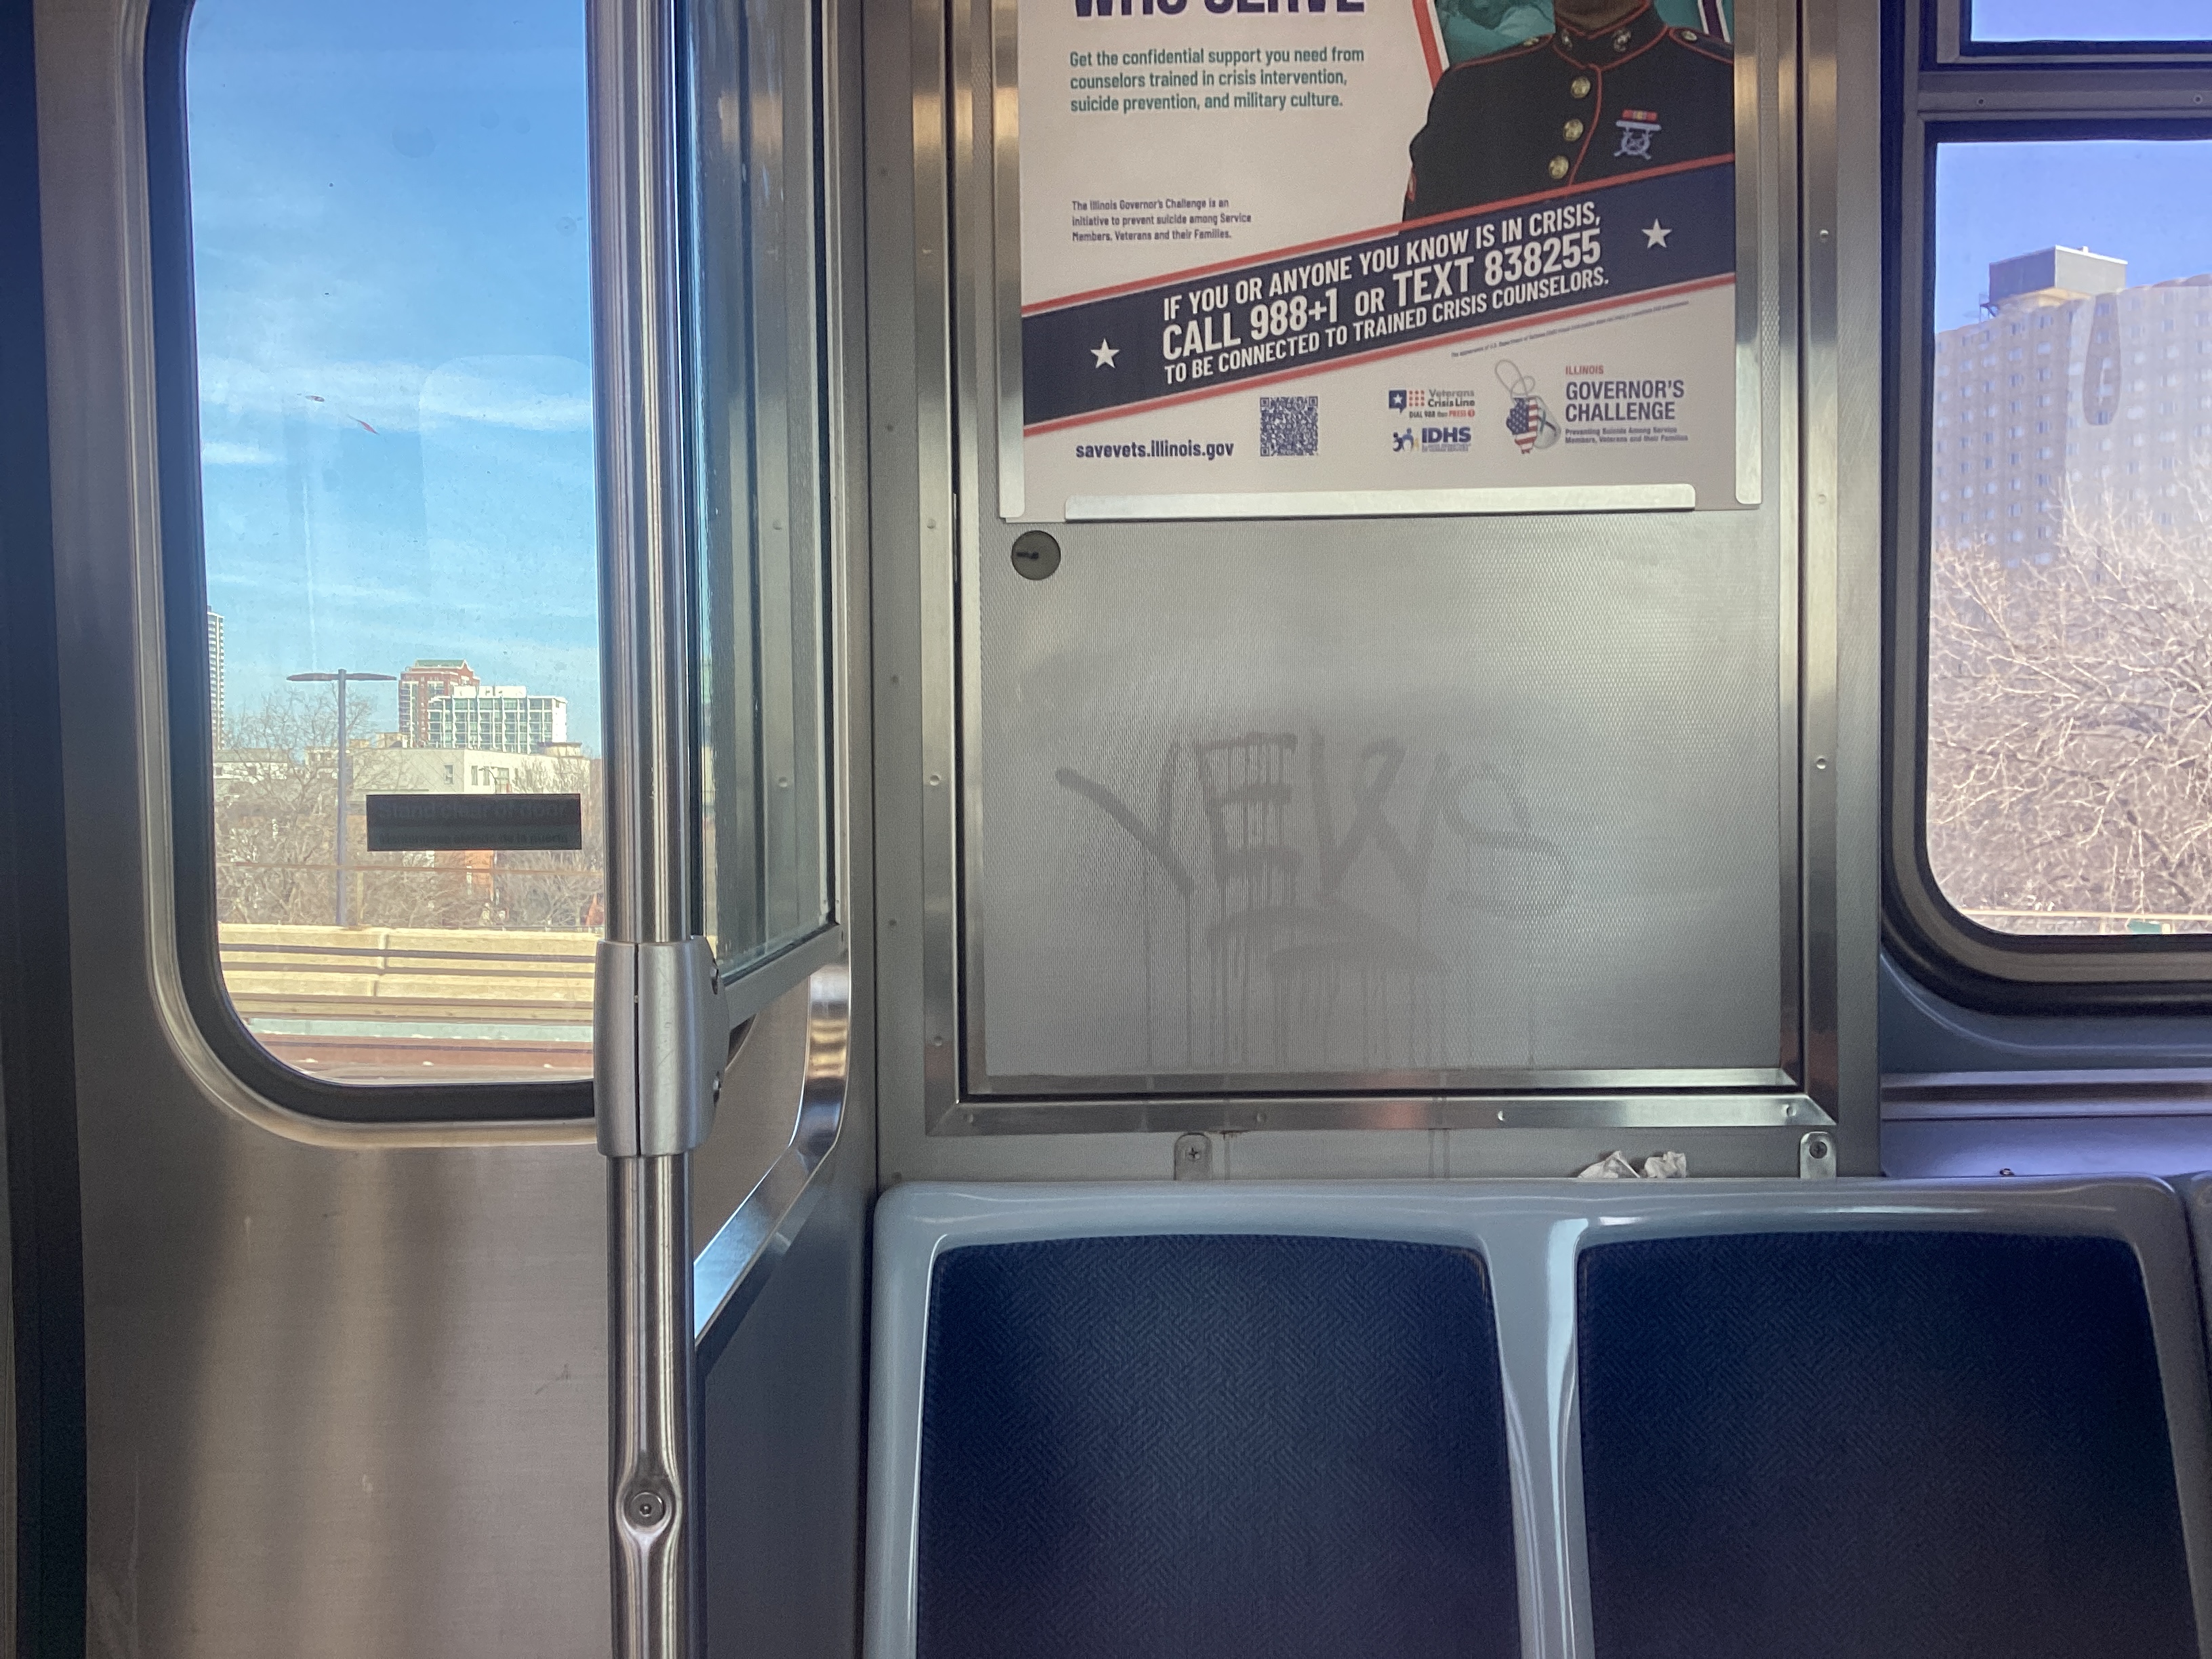 WHO SERVE
Get the confidential support you need from
counselors trained in crisis intervention,
suicide prevention, and military culture.
The Illinois Governor's Challenge is an
initiative to prevent suicide among Service
Members, Veterans and their Families.
IF YOU OR ANYONE YOU KNOW IS IN CRISIS,
CALL 988+1 OR TEXT 838255
TO BE CONNECTED TO TRAINED CRISIS COUNSELORS.
savevets.illinois.gov
Veterans
Crisis Line
DIAL 988 then PRESS 1
IDHS
ILLINOIS
GOVERNOR'S
CHALLENGE
Preventing Suicide Among Service
Members, Veterans and their Families
Stand clear of door
YEWS